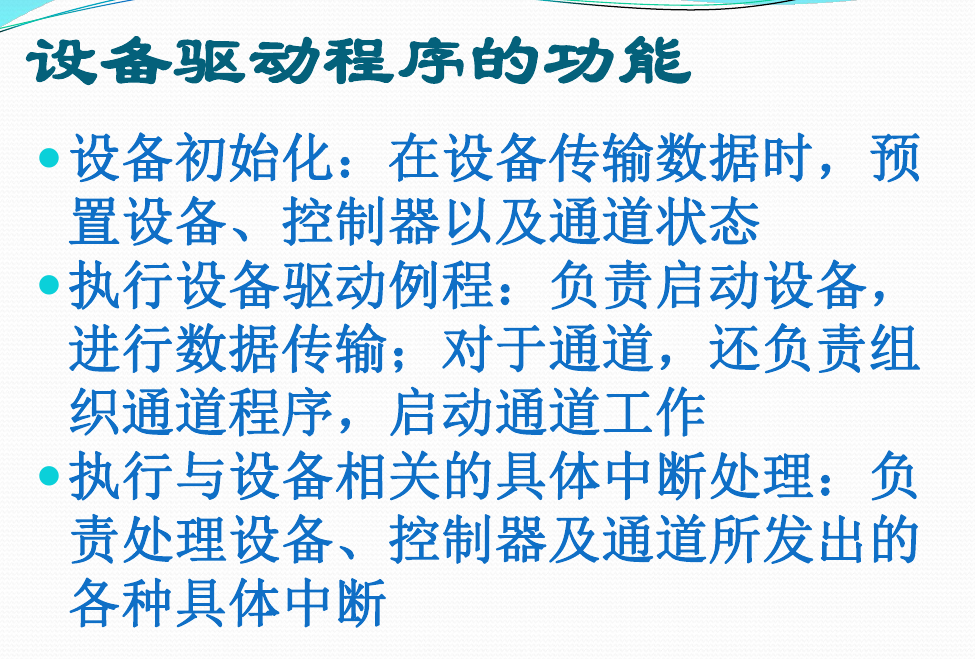 设备驱动程序的功能
•设备初始化：在设备传输数据时，预
置设备、控制器以及通道状态
•执行设备驱动例程：负责启动设备，
进行数据传输；对于通道，还负责组
织通道程序，启动通道工作
•执行与设备相关的具体中断处理：负
责处理设备、控制器及通道所发出的
各种具体中断